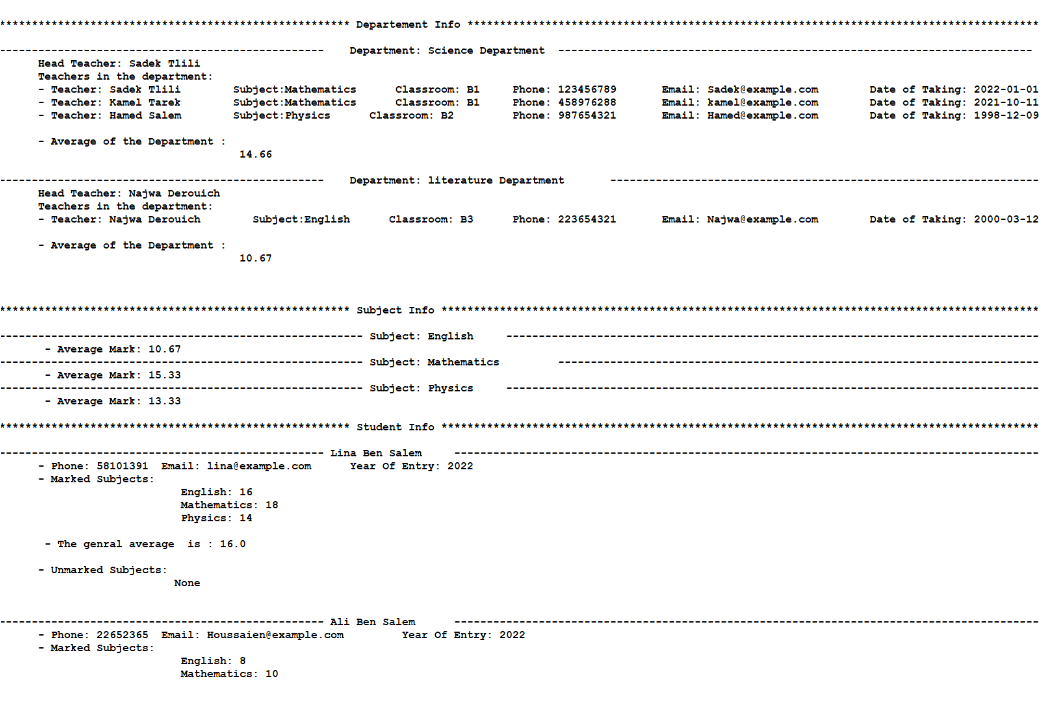 ****************************************************** Departement Info ****************************************************************************************
-------------------------------------------------- Department: Science Department -------------------------------------------------------------------------
Head Teacher: Sadek Tlili
Teachers in the department:
- Teacher: Sadek Tlili Subject:Mathematics Classroom: B1 Phone: 123456789 Email: Sadek@example.com Date of Taking: 2022-01-01
- Teacher: Kamel Tarek Subject:Mathematics Classroom: B1 Phone: 458976288 Email: kamel@example.com Date of Taking: 2021-10-11
- Teacher: Hamed Salem Subject:Physics Classroom: B2 Phone: 987654321 Email: Hamed@example.com Date of Taking: 1998-12-09
- Average of the Department :
14.66
-------------------------------------------------- Department: literature Department ------------------------------------------------------------------
Head Teacher: Najwa Derouich
Teachers in the department:
- Teacher: Najwa Derouich Subject:English Classroom: B3 Phone: 223654321 Email: Najwa@example.com Date of Taking: 2000-03-12
- Average of the Department :
10.67
****************************************************** Subject Info ********************************************************************************************
-------------------------------------------------------- Subject: English ----------------------------------------------------------------------------------
- Average Mark: 10.67
-------------------------------------------------------- Subject: Mathematics --------------------------------------------------------------------------
- Average Mark: 15.33
-------------------------------------------------------- Subject: Physics ----------------------------------------------------------------------------------
- Average Mark: 13.33
****************************************************** Student Info ********************************************************************************************
-------------------------------------------------- Lina Ben Salem ------------------------------------------------------------------------------------------
- Phone: 58101391 Email: lina@example.com Year Of Entry: 2022
- Marked Subjects:
English: 16
Mathematics: 18
Physics: 14
- The genral average is : 16.0
- Unmarked Subjects:
None
-------------------------------------------------- Ali Ben Salem ------------------------------------------------------------------------------------------
- Phone: 22652365 Email: Houssaien@example.com Year Of Entry: 2022
- Marked Subjects:
English: 8
Mathematics: 10